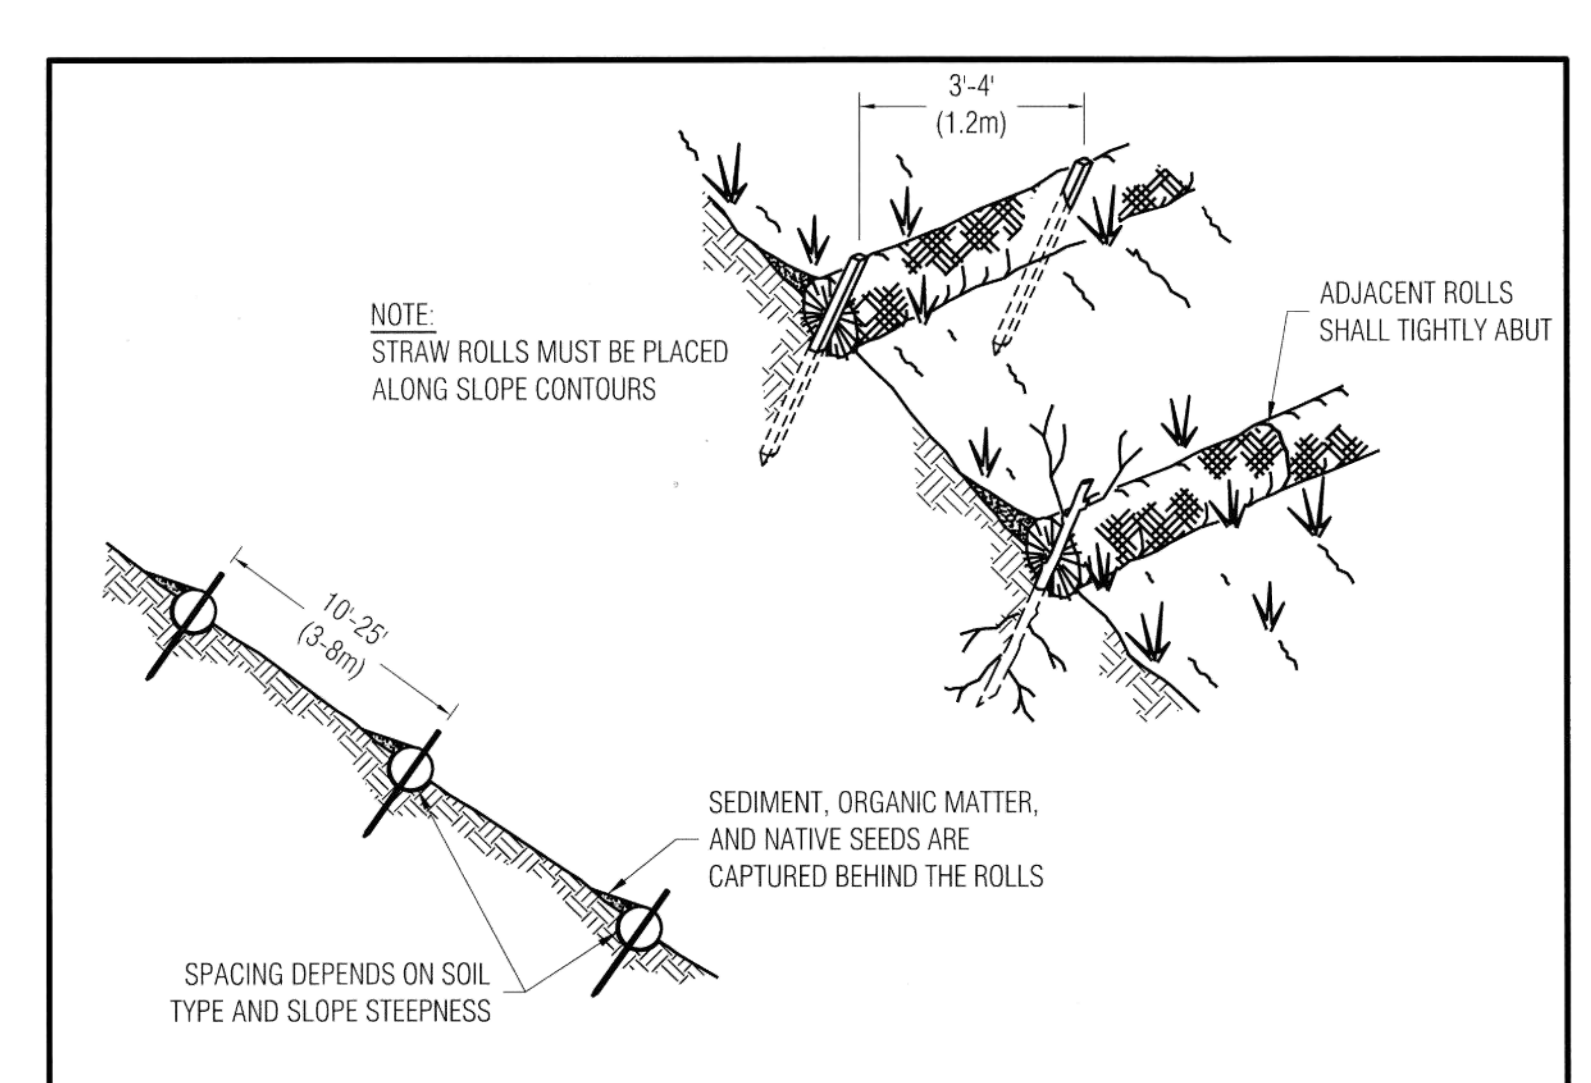 3'-4'
(1.2m)
NOTE:
STRAW ROLLS MUST BE PLACED
ALONG SLOPE CONTOURS
ADJACENT ROLLS
SHALL TIGHTLY ABUT
10'-25'
(3-8m)
SEDIMENT, ORGANIC MATTER,
AND NATIVE SEEDS ARE
CAPTURED BEHIND THE ROLLS
SPACING DEPENDS ON SOIL
TYPE AND SLOPE STEEPNESS